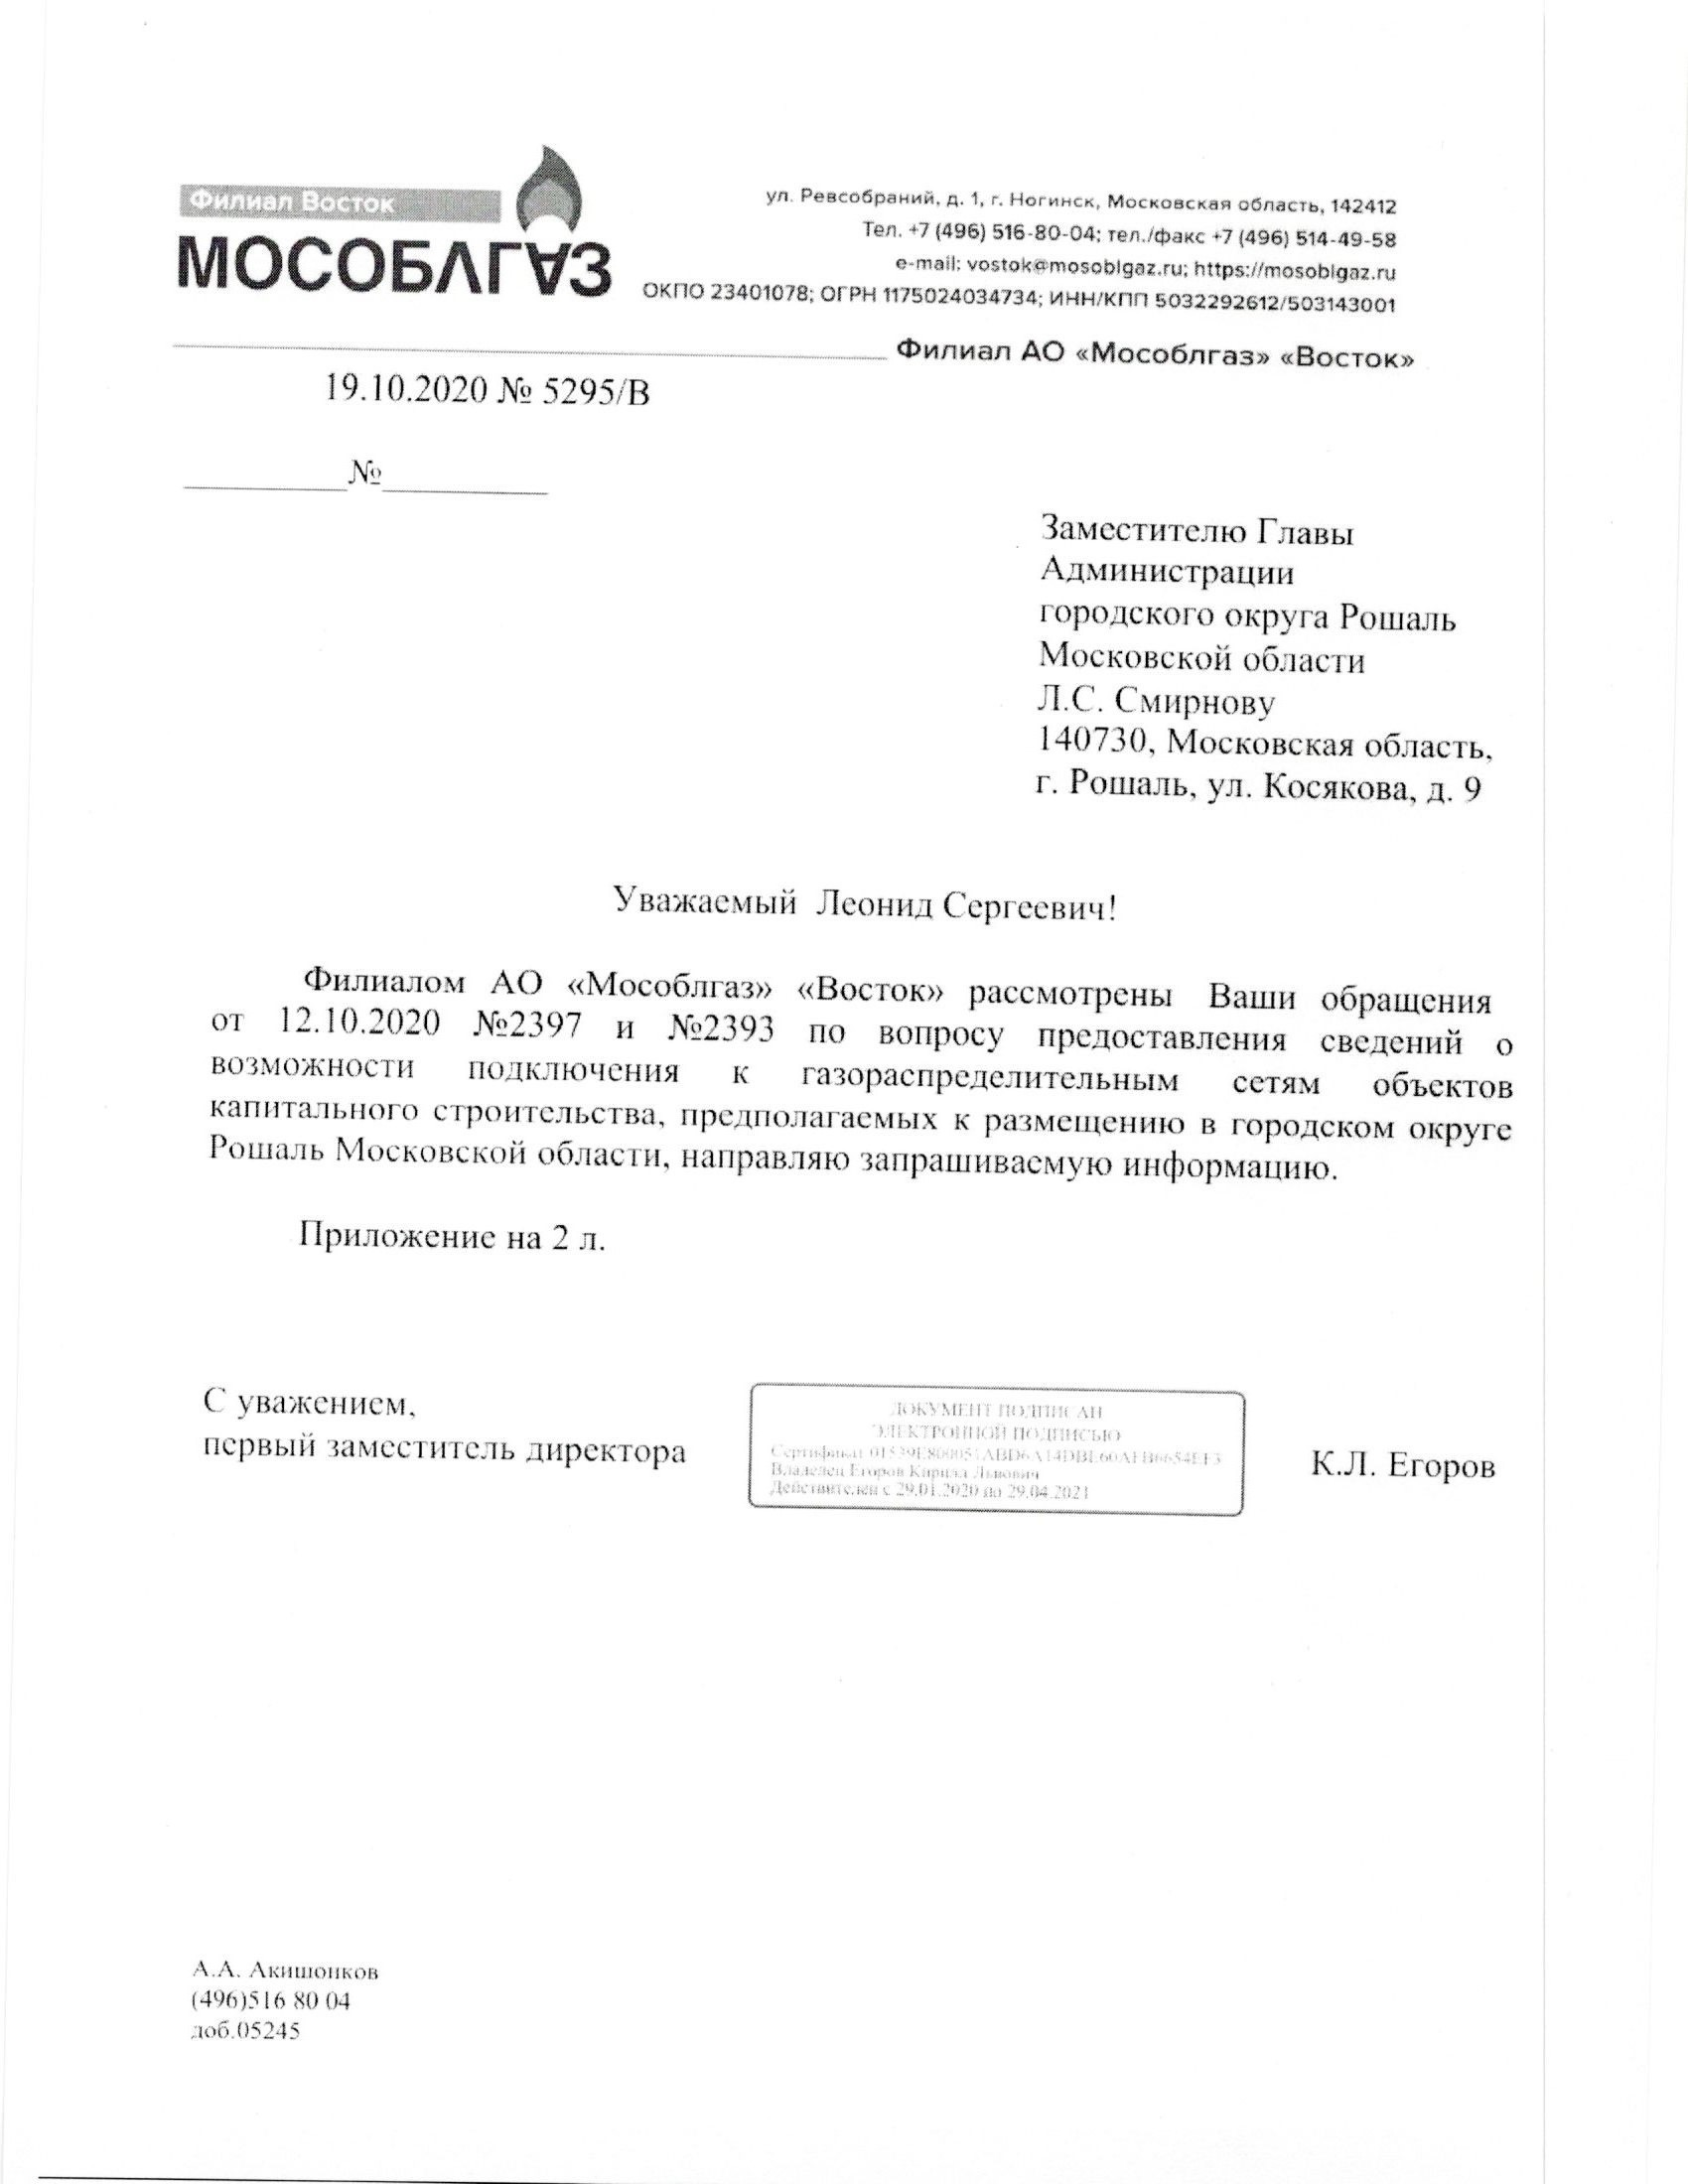 Филиал Восток
МОСОБЛГАЗ
ул. Ревсобраний, д. 1, г. Ногинск, Московская область, 142412
Тел. +7 (496) 516-80-04; тел./факс +7 (496) 514-49-58
e-mail: vostok@mosoblgaz.ru; https://mosoblgaz.ru
ОКПО 23401078; ОГРН 1175024034734; ИНН/КПП 5032292612/503143001
Филиал АО «Мособлгаз» «Восток»
19.10.2020 № 5295/В
__________№__________
Заместителю Главы
Администрации
городского округа Рошаль
Московской области
Л.С. Смирнову
140730, Московская область,
г. Рошаль, ул. Косякова, д. 9
Уважаемый Леонид Сергеевич!
Филиалом АО «Мособлгаз» «Восток» рассмотрены Ваши обращения
от 12.10.2020 №2397 и №2393 по вопросу предоставления сведений о
возможности подключения к газораспределительным сетям объектов
капитального строительства, предполагаемых к размещению в городском округе
Рошаль Московской области, направляю запрашиваемую информацию.
Приложение на 2 л.
С уважением,
первый заместитель директора
ДОКУМЕНТ ПОДПИСАН
ЭЛЕКТРОННОЙ ПОДПИСЬЮ
Сертификат
Владелец Егоров Кирилл Львович
Действителен с 29.01.2020 по 29.04.2021
К.Л. Егоров
А.А. Акишонков
(496)516 80 04
доб.05245